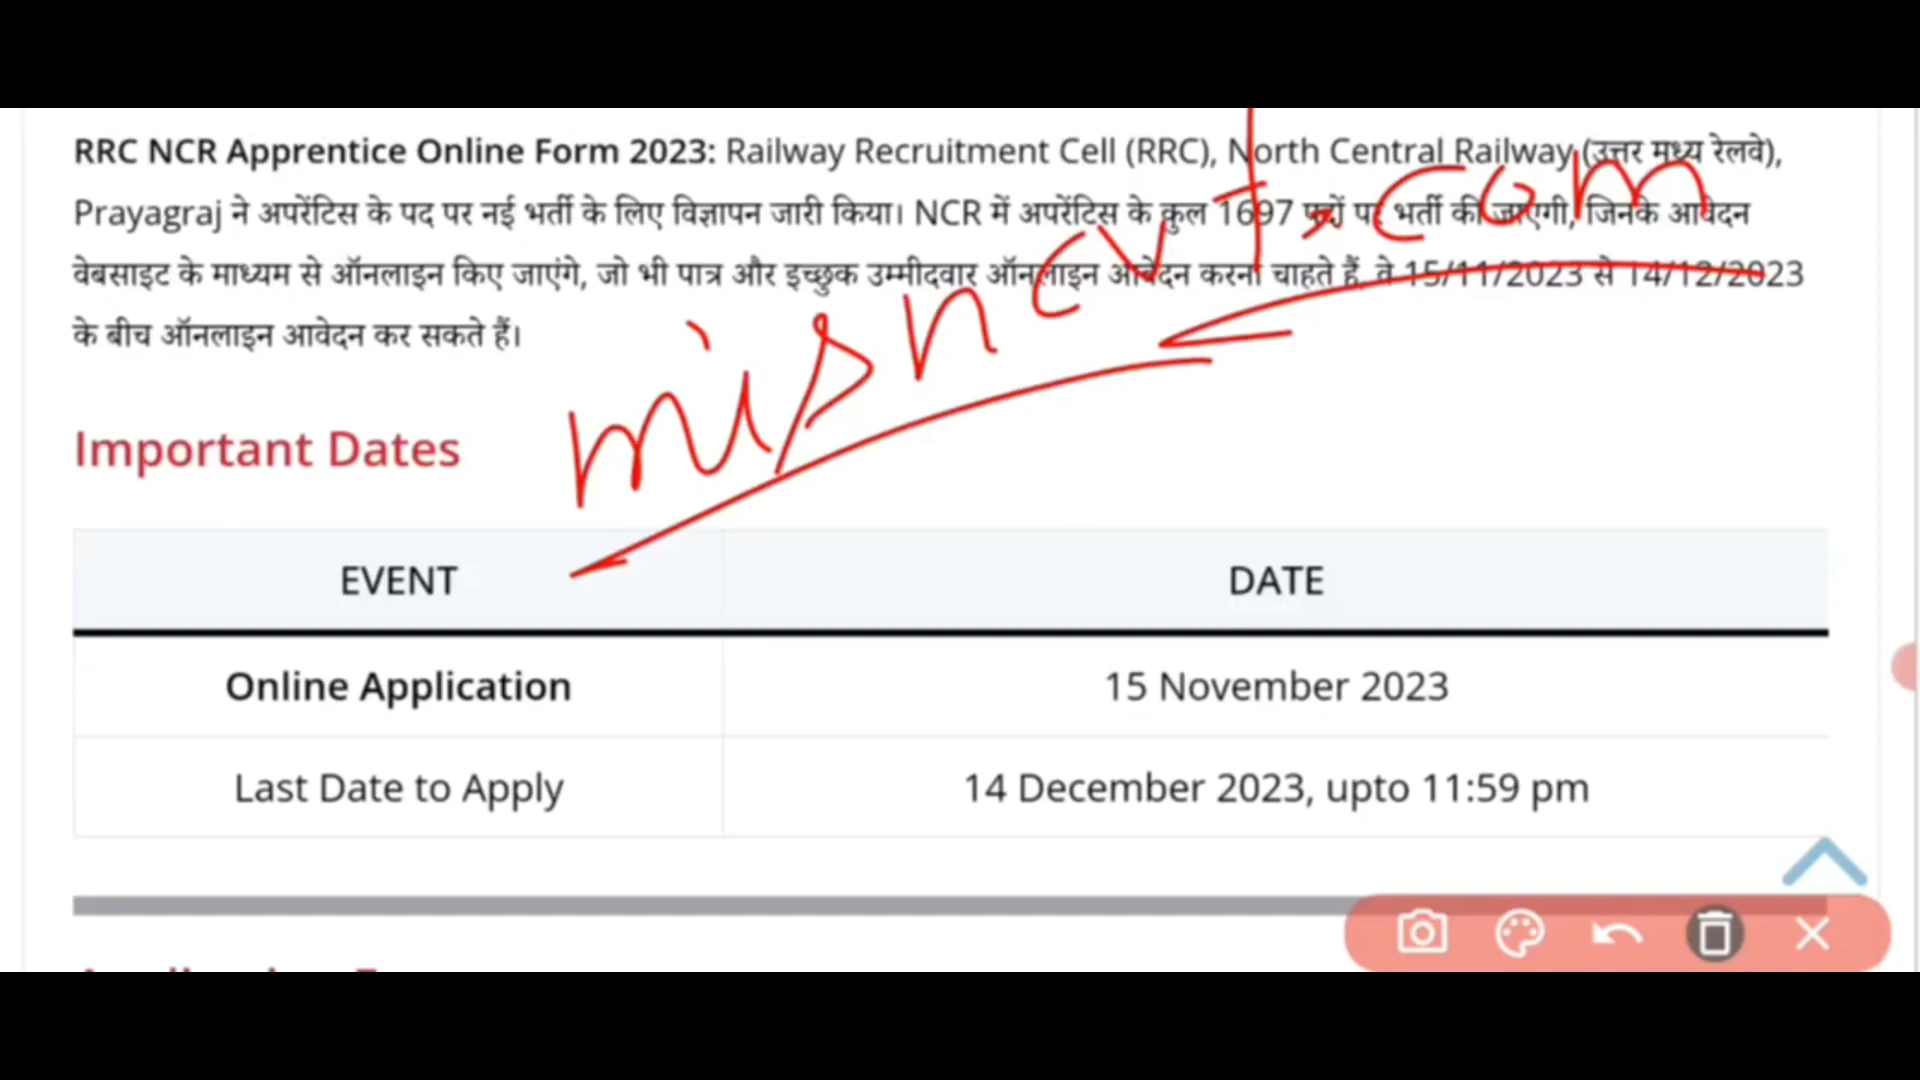 RRC NCR Apprentice Online Form 2023: Railway Recruitment Cell (RRC), North Central Railway (उत्तर मध्य रेलवे),
Prayagraj ने अपरेंटिस के पद पर नई भर्ती के लिए विज्ञापन जारी किया। NCR में अपरेंटिस के कुल 1697 पदों पर भर्ती की जाएगी, जिनके आवेदन
वेबसाइट के माध्यम से ऑनलाइन किए जाएंगे, जो भी पात्र और इच्छुक उम्मीदवार ऑनलाइन आवेदन करना चाहते हैं, वे 15/11/2023 से 14/12/2023
के बीच ऑनलाइन आवेदन कर सकते हैं।
misncvt.com
Important Dates
EVENT DATE
Online Application 15 November 2023
Last Date to Apply 14 December 2023, upto 11:59 pm